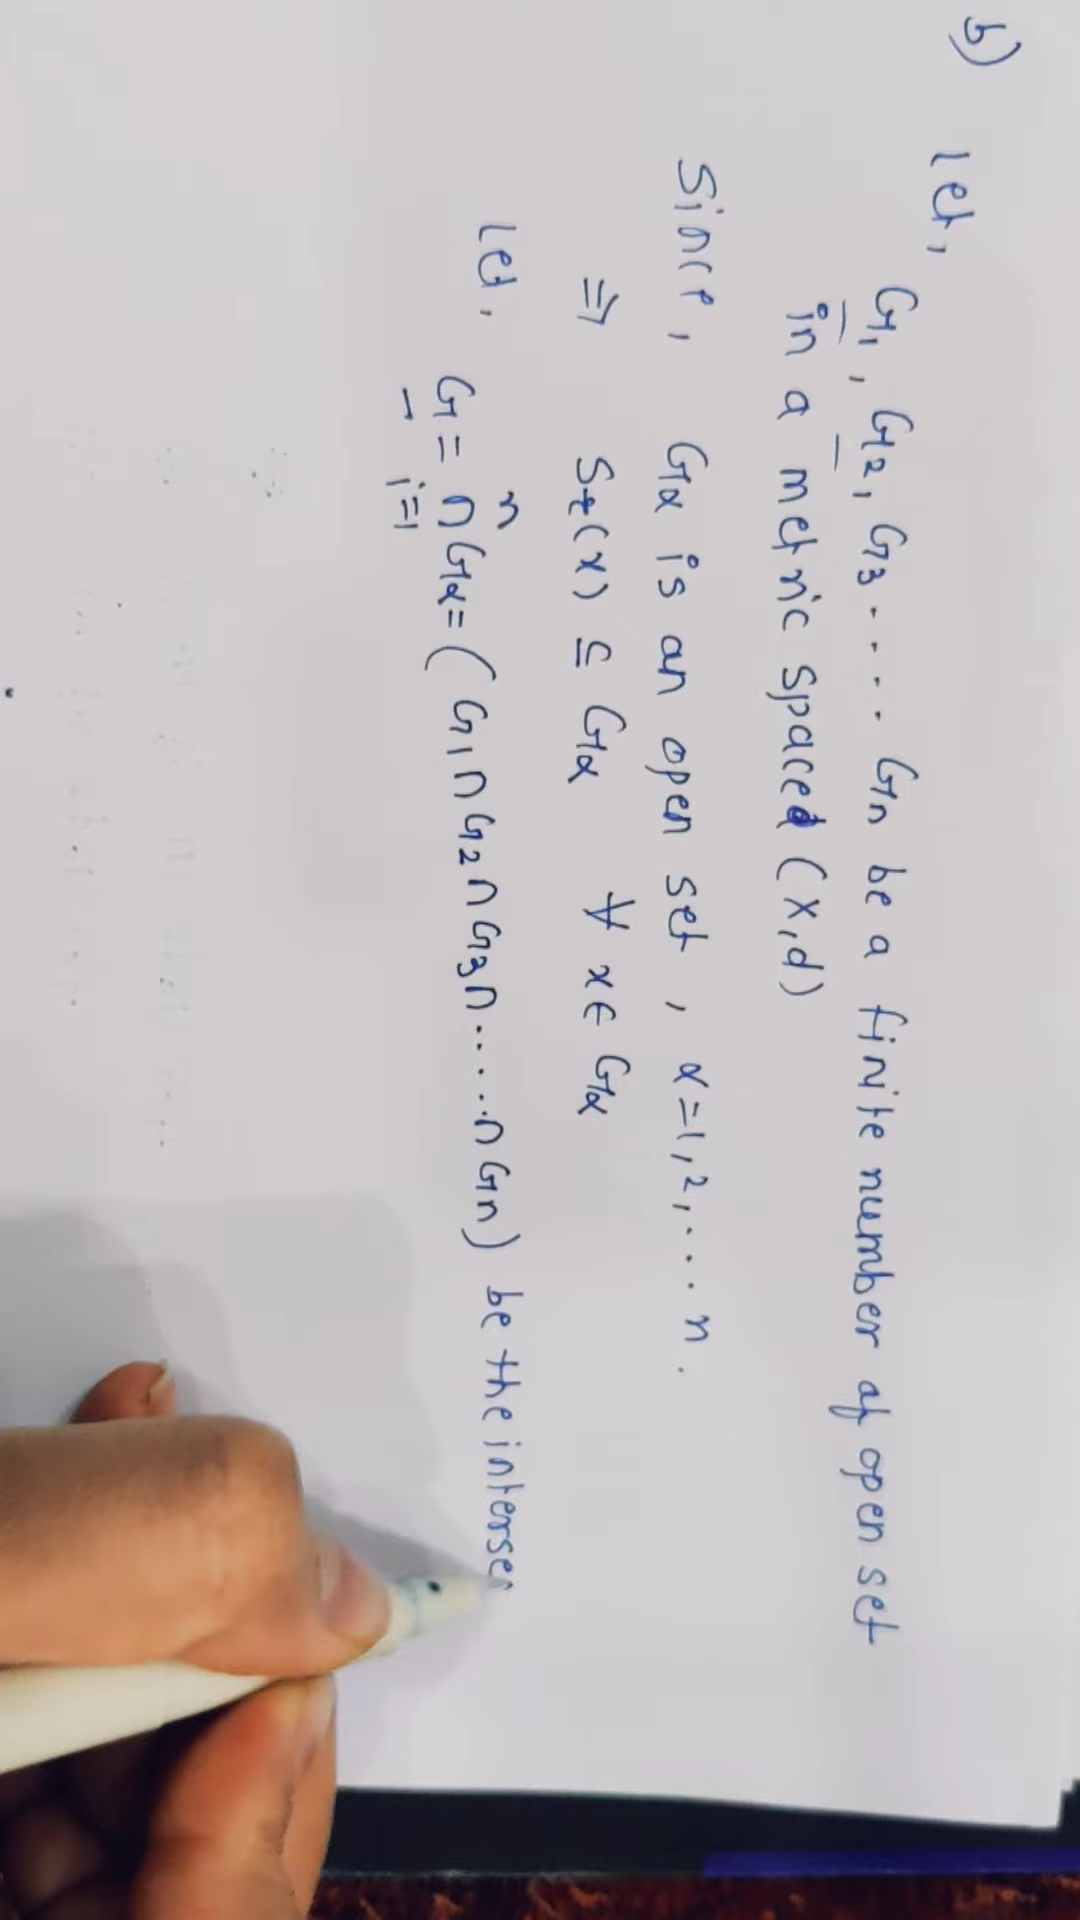 b)
Let,
G₁, G₂, G₃ ..... Gn be a finite number of open set
in a metric space (X,d)
Since, Gα is an open set, α=1,2,...n.
⇒ Sr(x) ⊆ Gα ∀ x∈ Gα
n
Let, G = ∩ Gα = (G₁∩G₂∩G₃∩.....∩Gn) be the interse
i=1